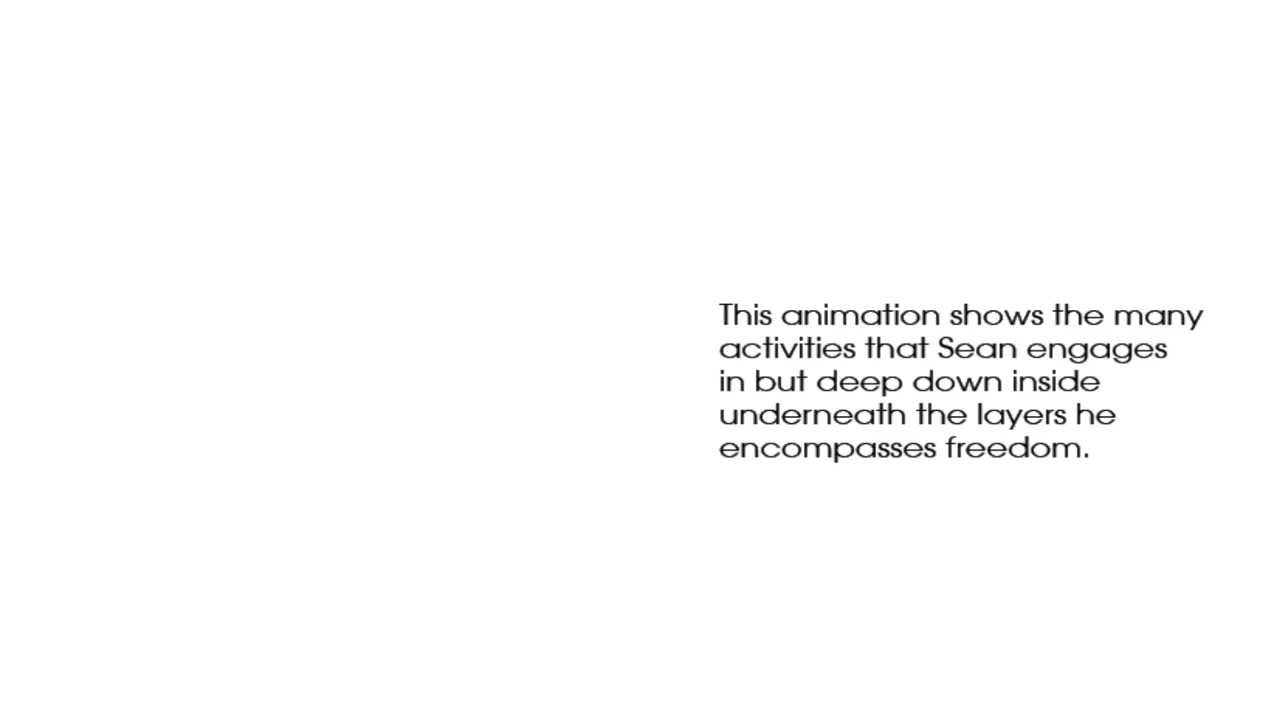 This animation shows the many
activities that Sean engages
in but deep down inside
underneath the layers he
encompasses freedom.